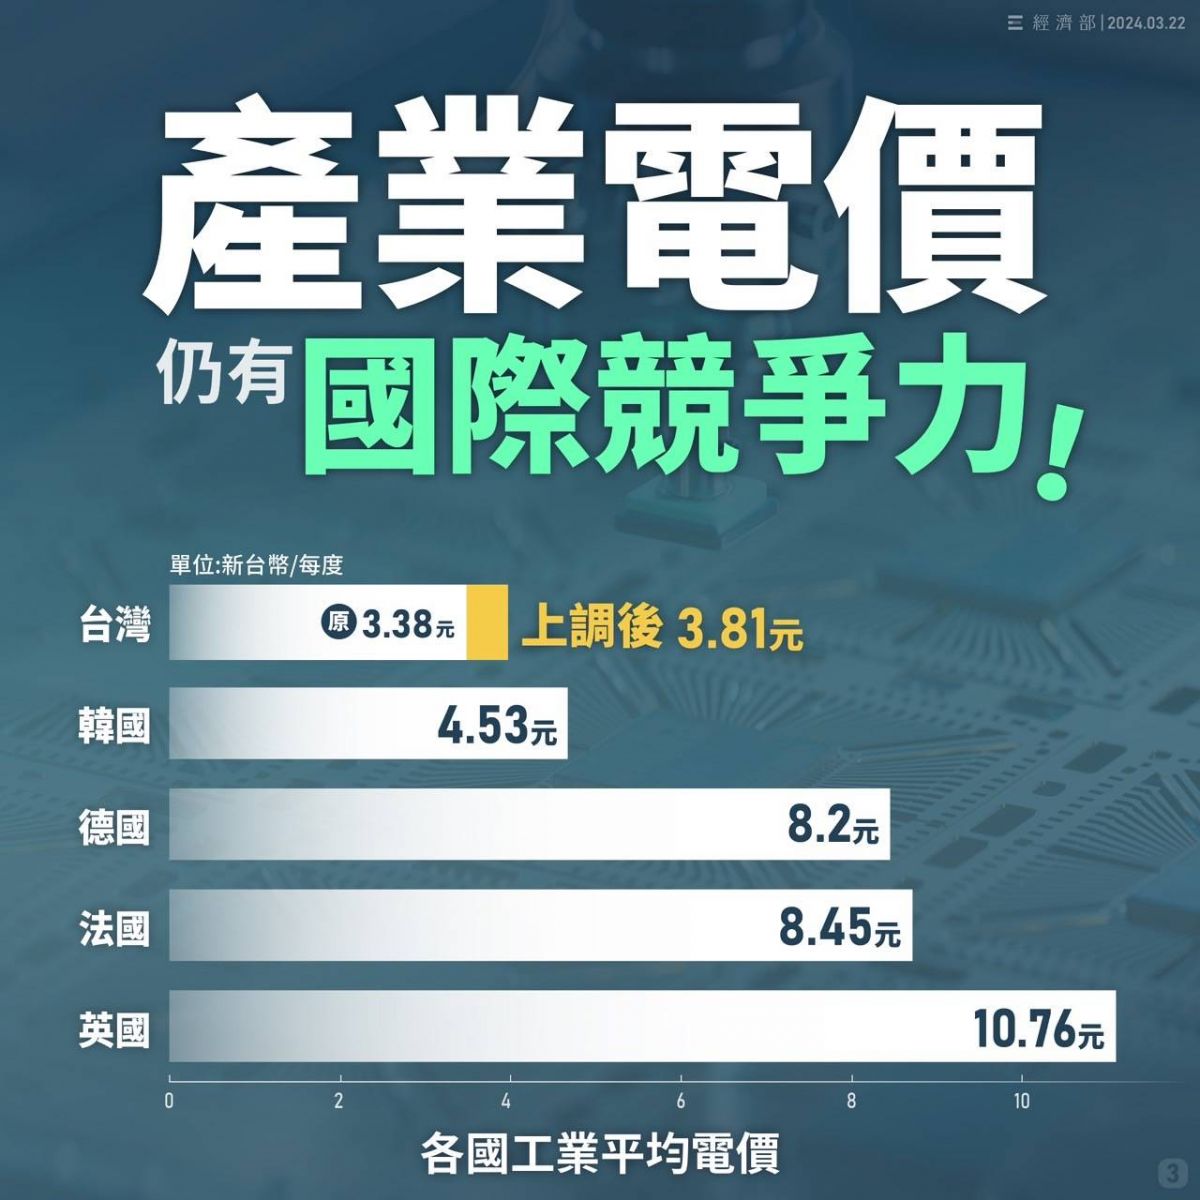 經濟部|2024.03.22
產業電價
仍有國際競爭力!
單位:新台幣/每度
台灣 原3.38元 上調後 3.81元
韓國 4.53元
德國 8.2元
法國 8.45元
英國 10.76元
0 2 4 6 8 10
各國工業平均電價
3